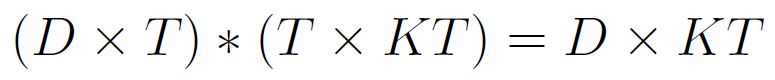 (D × T) ∗ (T × KT) = D × KT